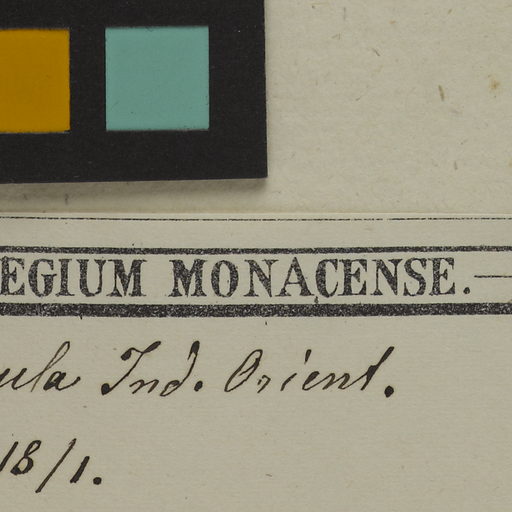 EGIUM MONACENSE.
ula Ind. Orient.
18/1.